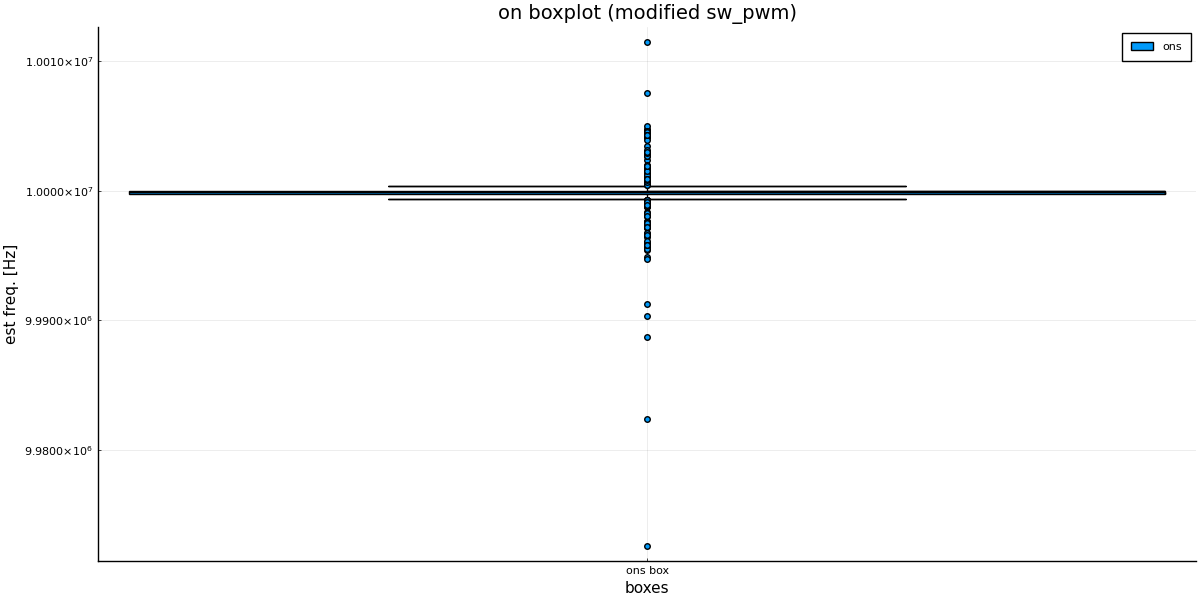 on boxplot (modified sw_pwm)
ons
1.0010×10⁷
1.0000×10⁷
9.9900×10⁶
9.9800×10⁶
est freq. [Hz]
ons box
boxes